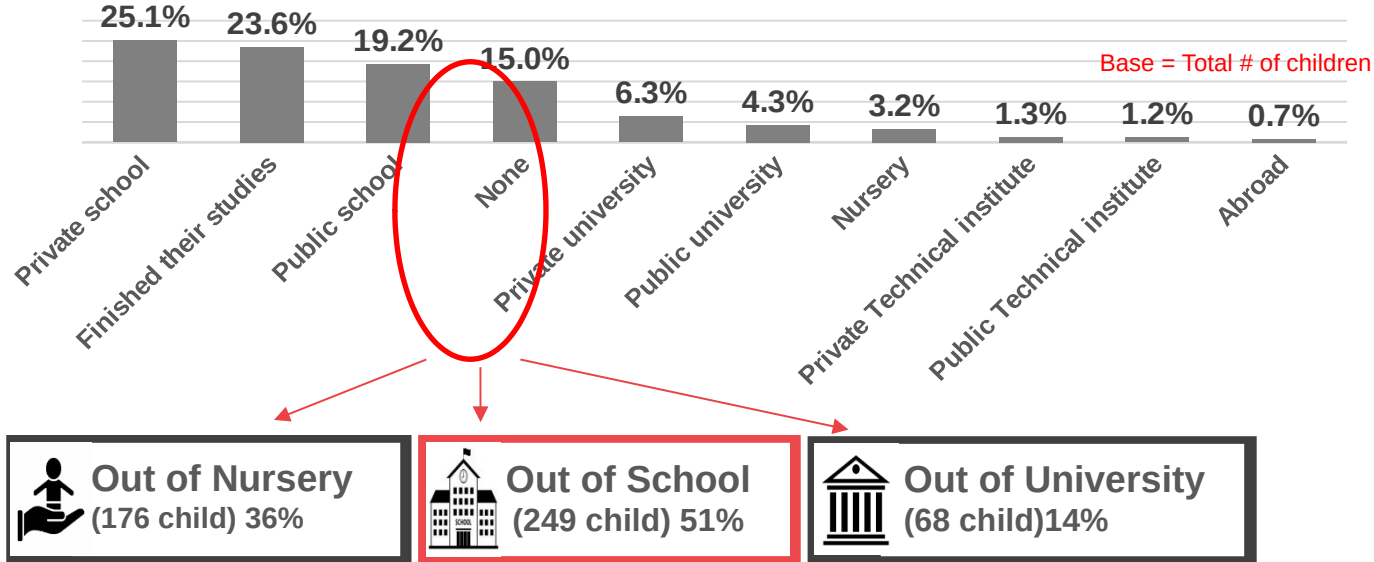 25.1%
23.6%
19.2%
15.0%
6.3%
4.3%
3.2%
1.3%
1.2%
0.7%
Base = Total # of children
Private school
Finished their studies
Public school
None
Private university
Public university
Nursery
Private Technical institute
Public Technical institute
Abroad
Out of Nursery
(176 child) 36%
SCHOOL
Out of School
(249 child) 51%
Out of University
(68 child)14%